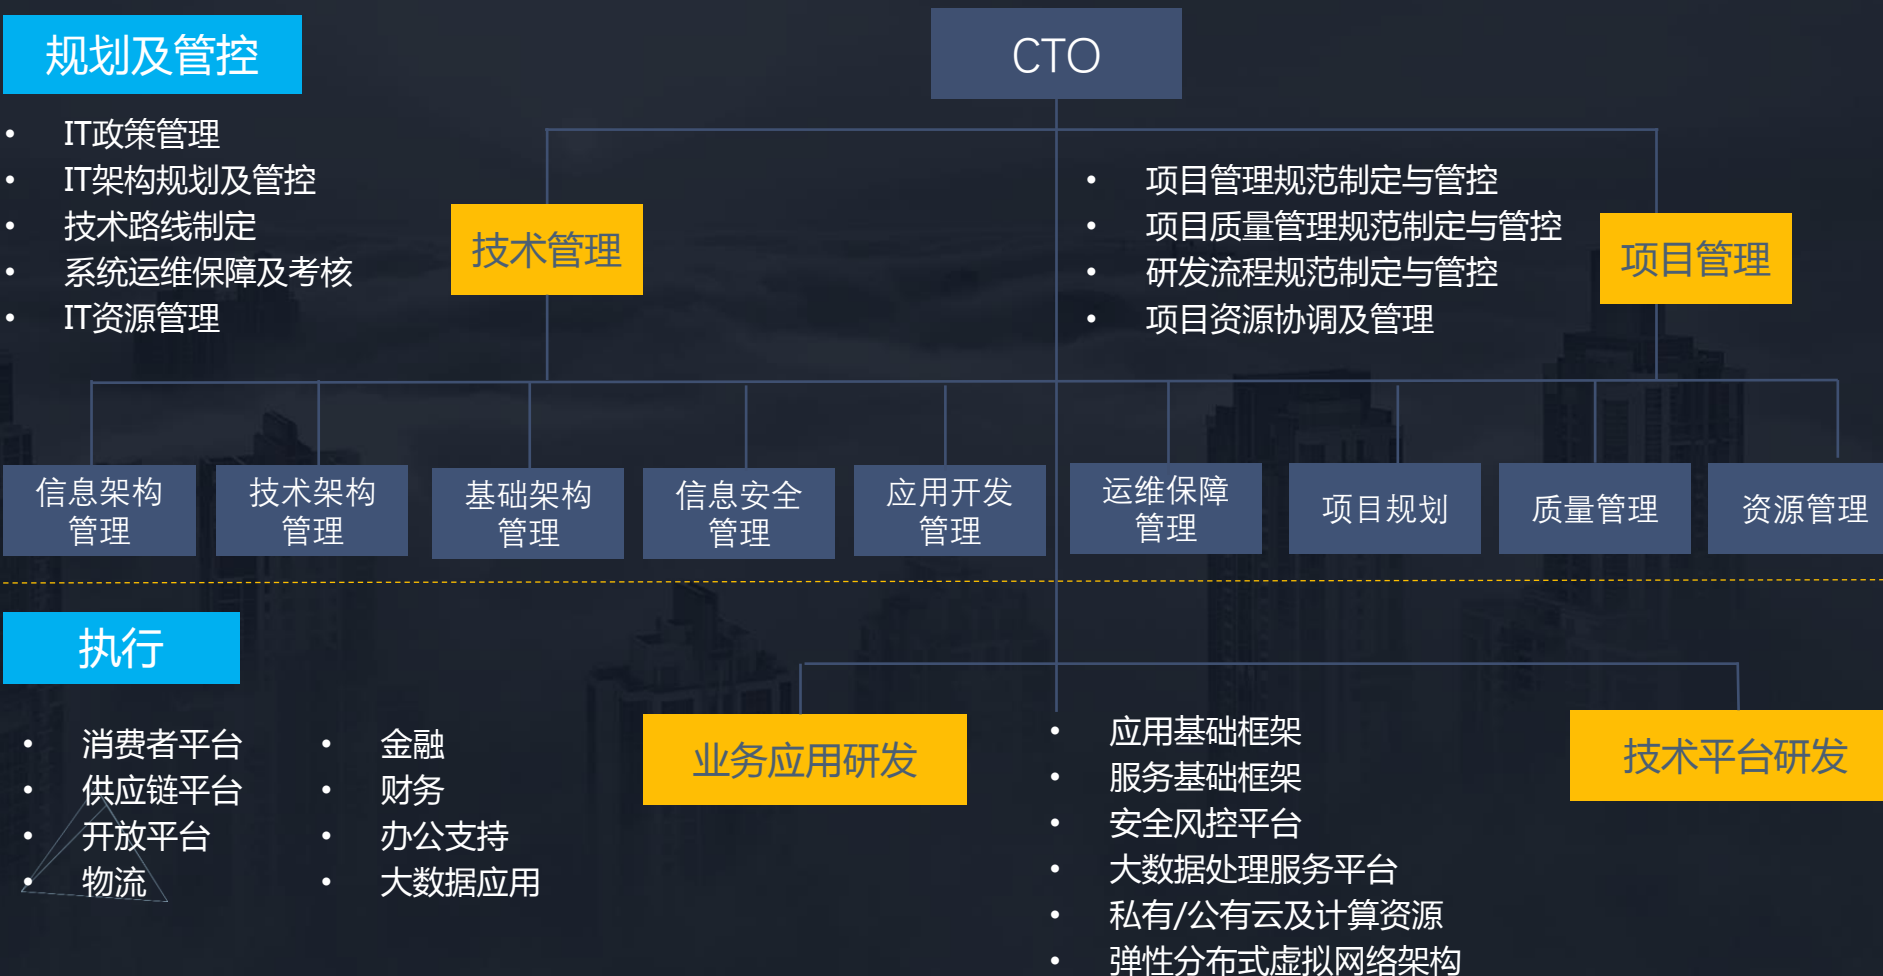 规划及管控
CTO
IT政策管理
IT架构规划及管控
技术路线制定
系统运维保障及考核
IT资源管理
技术管理
项目管理规范制定与管控
项目质量管理规范制定与管控
研发流程规范制定与管控
项目资源协调及管理
项目管理
信息架构
管理
技术架构
管理
基础架构
管理
信息安全
管理
应用开发
管理
运维保障
管理
项目规划
质量管理
资源管理
执行
消费者平台
供应链平台
开放平台
物流
金融
财务
办公支持
大数据应用
业务应用研发
应用基础框架
服务基础框架
安全风控平台
大数据处理服务平台
私有/公有云及计算资源
弹性分布式虚拟网络架构
技术平台研发